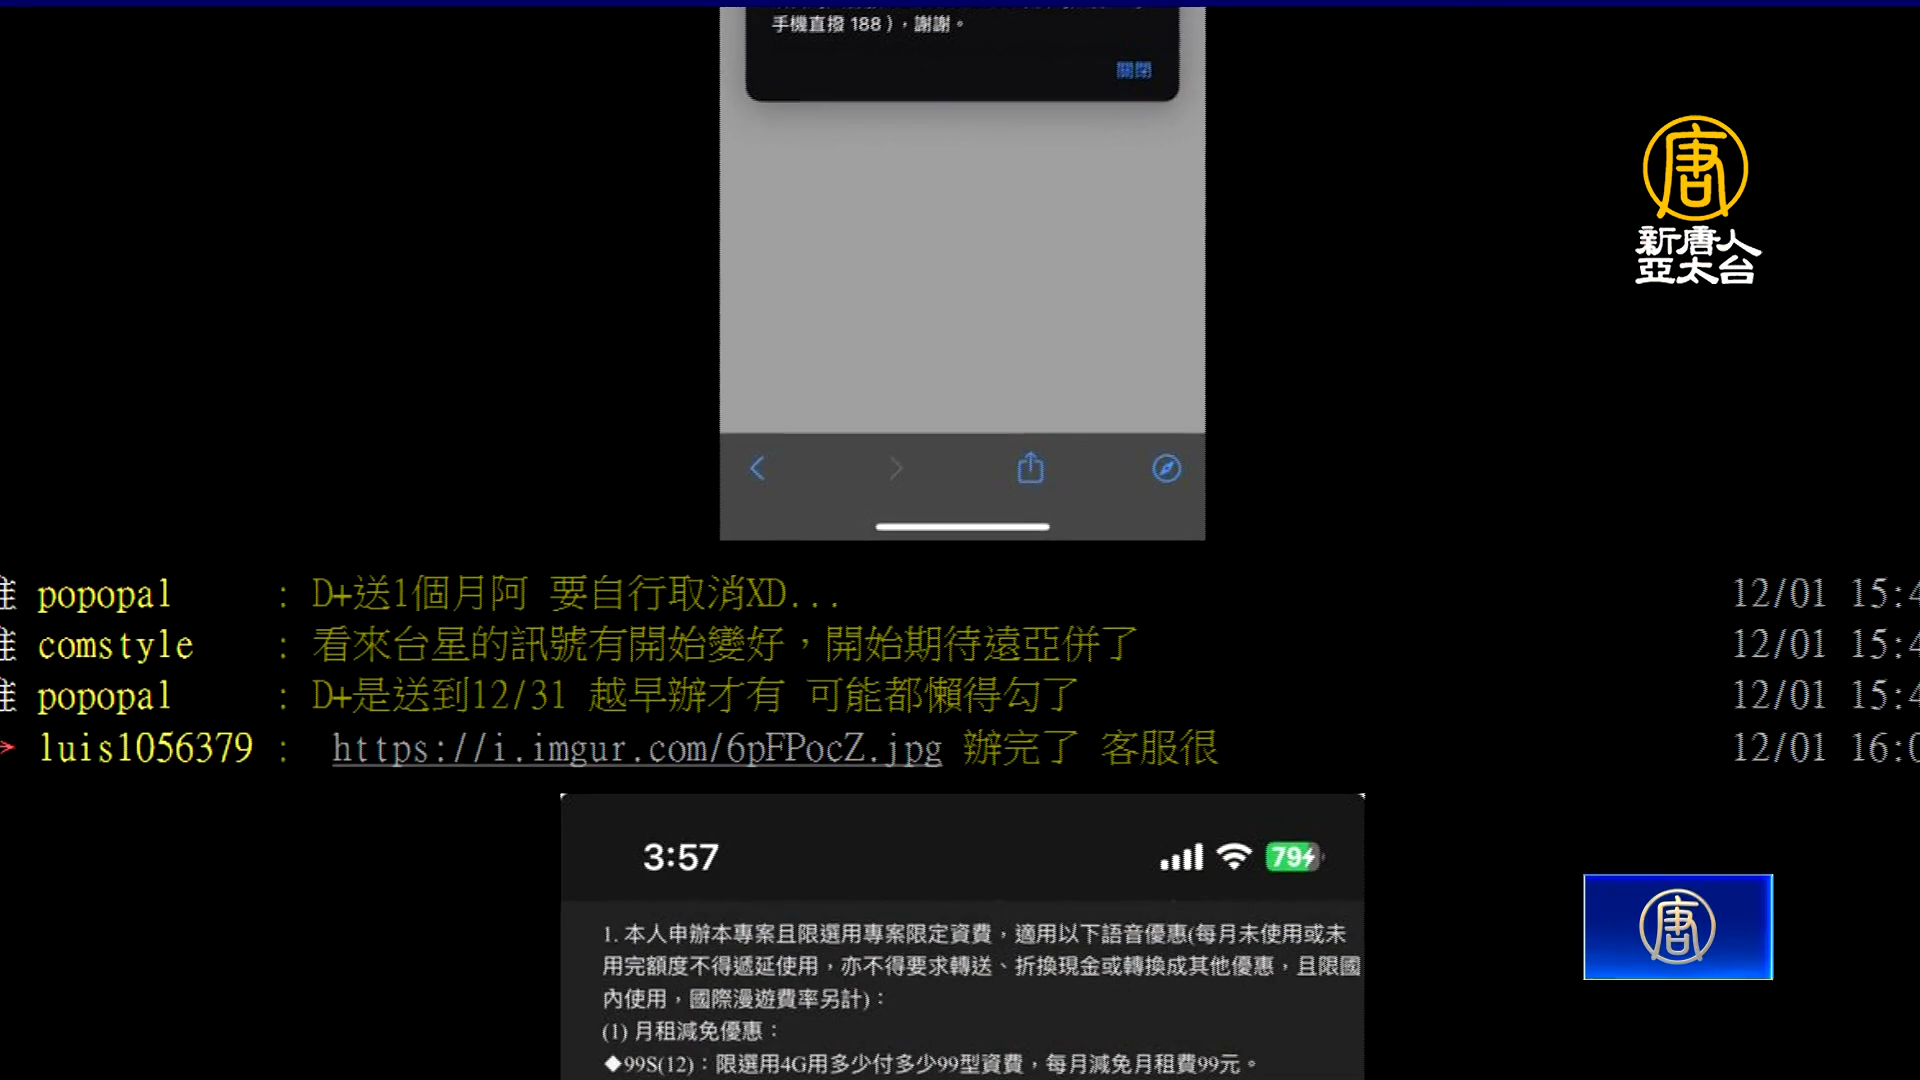 手機直撥 188），謝謝。
關閉
唐
新唐人
亞太台
推 popopal : D+送1個月阿 要自行取消XD... 12/01 15:4
推 comstyle : 看來台星的訊號有開始變好，開始期待遠亞併了 12/01 15:4
推 popopal : D+是送到12/31 越早辦才有 可能都懶得勾了 12/01 15:4
→ luis1056379 : https://i.imgur.com/6pFPocZ.jpg 辦完了 客服很 12/01 16:0
3:57
79
1. 本人申辦本專案且限選用專案限定資費，適用以下語音優惠(每月未使用或未
用完額度不得遞延使用，亦不得要求轉送、折換現金或轉換成其他優惠，且限國
內使用，國際漫遊費率另計)：
(1) 月租減免優惠：
◆99S(12)：限選用4G用多少付多少99型資費，每月減免月租費99元。
唐